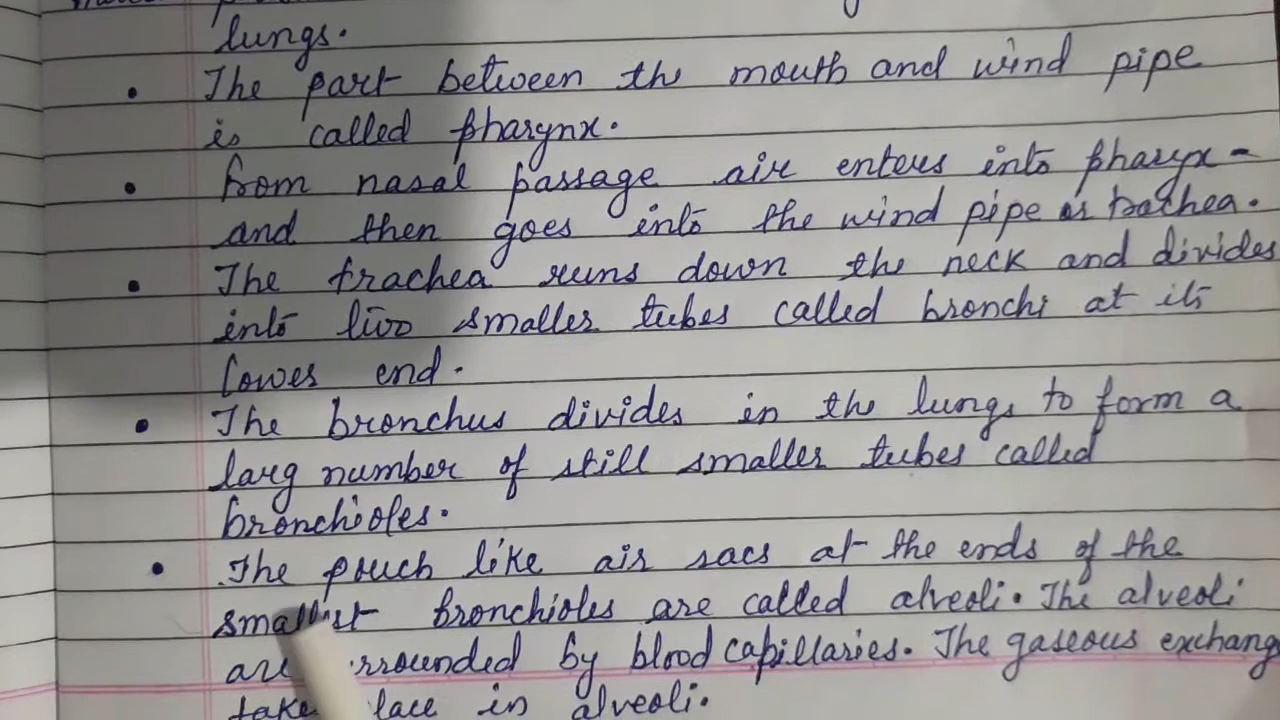 lungs.
• The part between the mouth and wind pipe
is called pharynx.
• from nasal passage air enters into pharyx-
and then goes into the wind pipe or trachea.
• The trachea runs down the neck and divides
into two smaller tubes called bronchi at its
lower end.
• The bronchus divides in the lungs to form a
larg number of still smaller tubes called
bronchioles.
• The pouch like air sacs at the ends of the
smallest bronchioles are called alveoli. The alveoli
are by blood capillaries. The gaseous exchang
in alveoli.